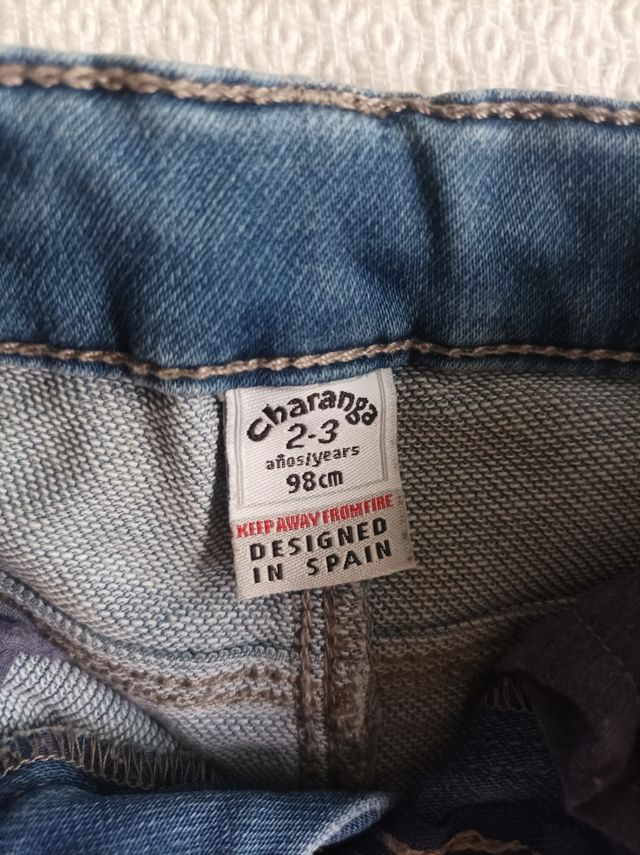 Charanga
2-3
años/years
98cm
KEEP AWAY FROM FIRE
DESIGNED
IN SPAIN